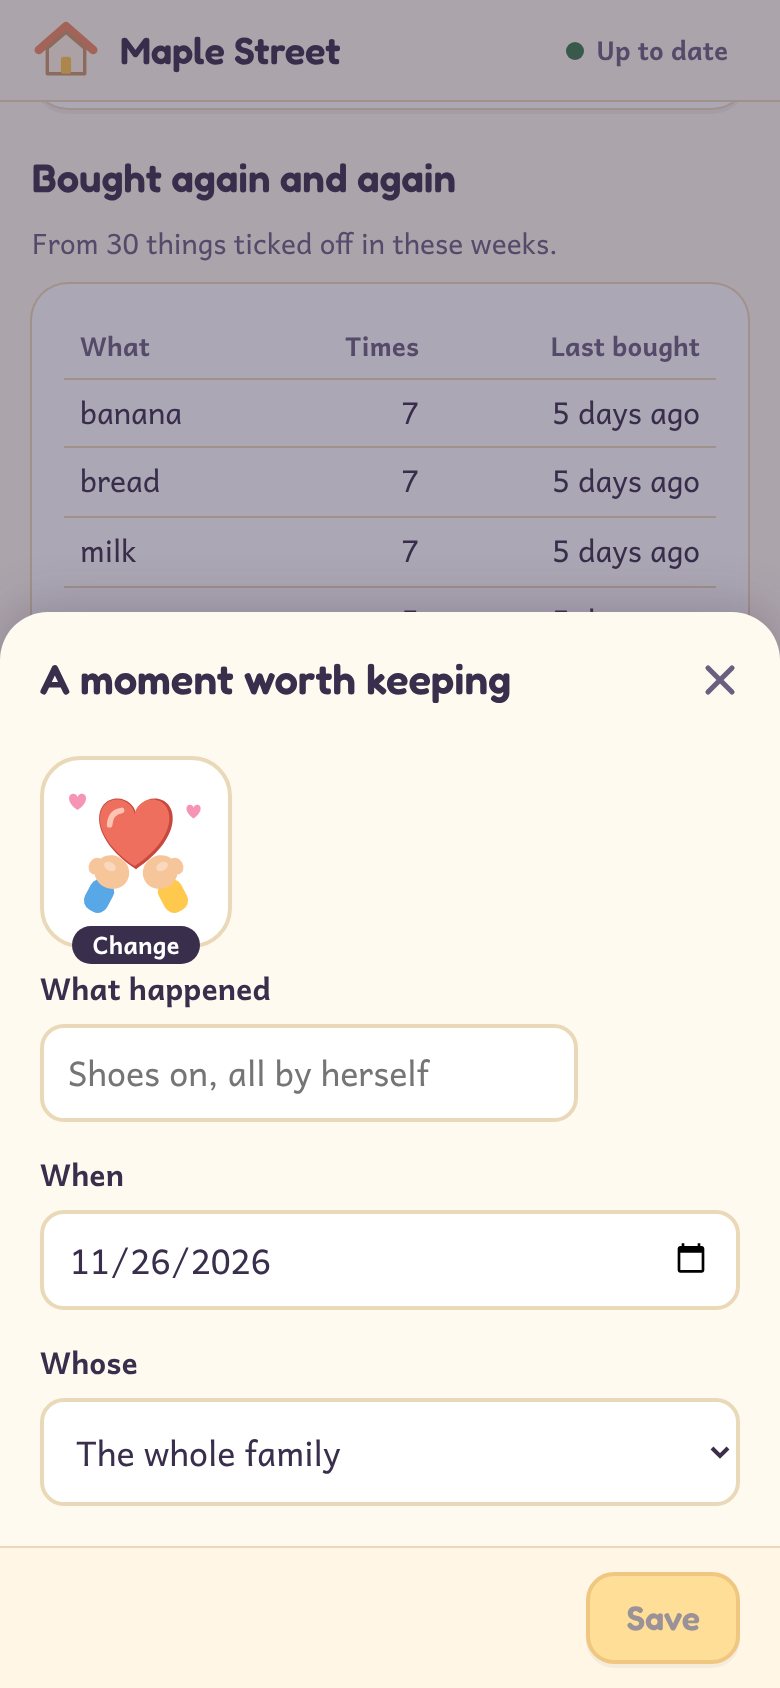 Maple Street
Up to date
Bought again and again
From 30 things ticked off in these weeks.
What Times Last bought
banana 7 5 days ago
bread 7 5 days ago
milk 7 5 days ago
A moment worth keeping
Change
What happened
Shoes on, all by herself
When
11/26/2026
Whose
The whole family
Save